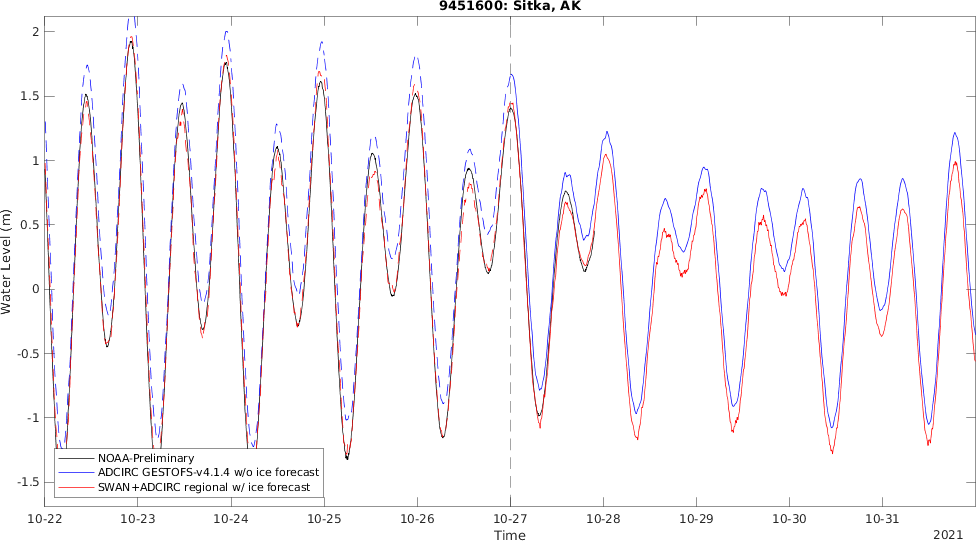 9451600: Sitka, AK
2
1.5
1
0.5
0
-0.5
-1
-1.5
Water Level (m)
NOAA-Preliminary
ADCIRC GESTOFS-v4.1.4 w/o ice forecast
SWAN+ADCIRC regional w/ ice forecast
10-22 10-23 10-24 10-25 10-26 10-27 10-28 10-29 10-30 10-31
Time
2021